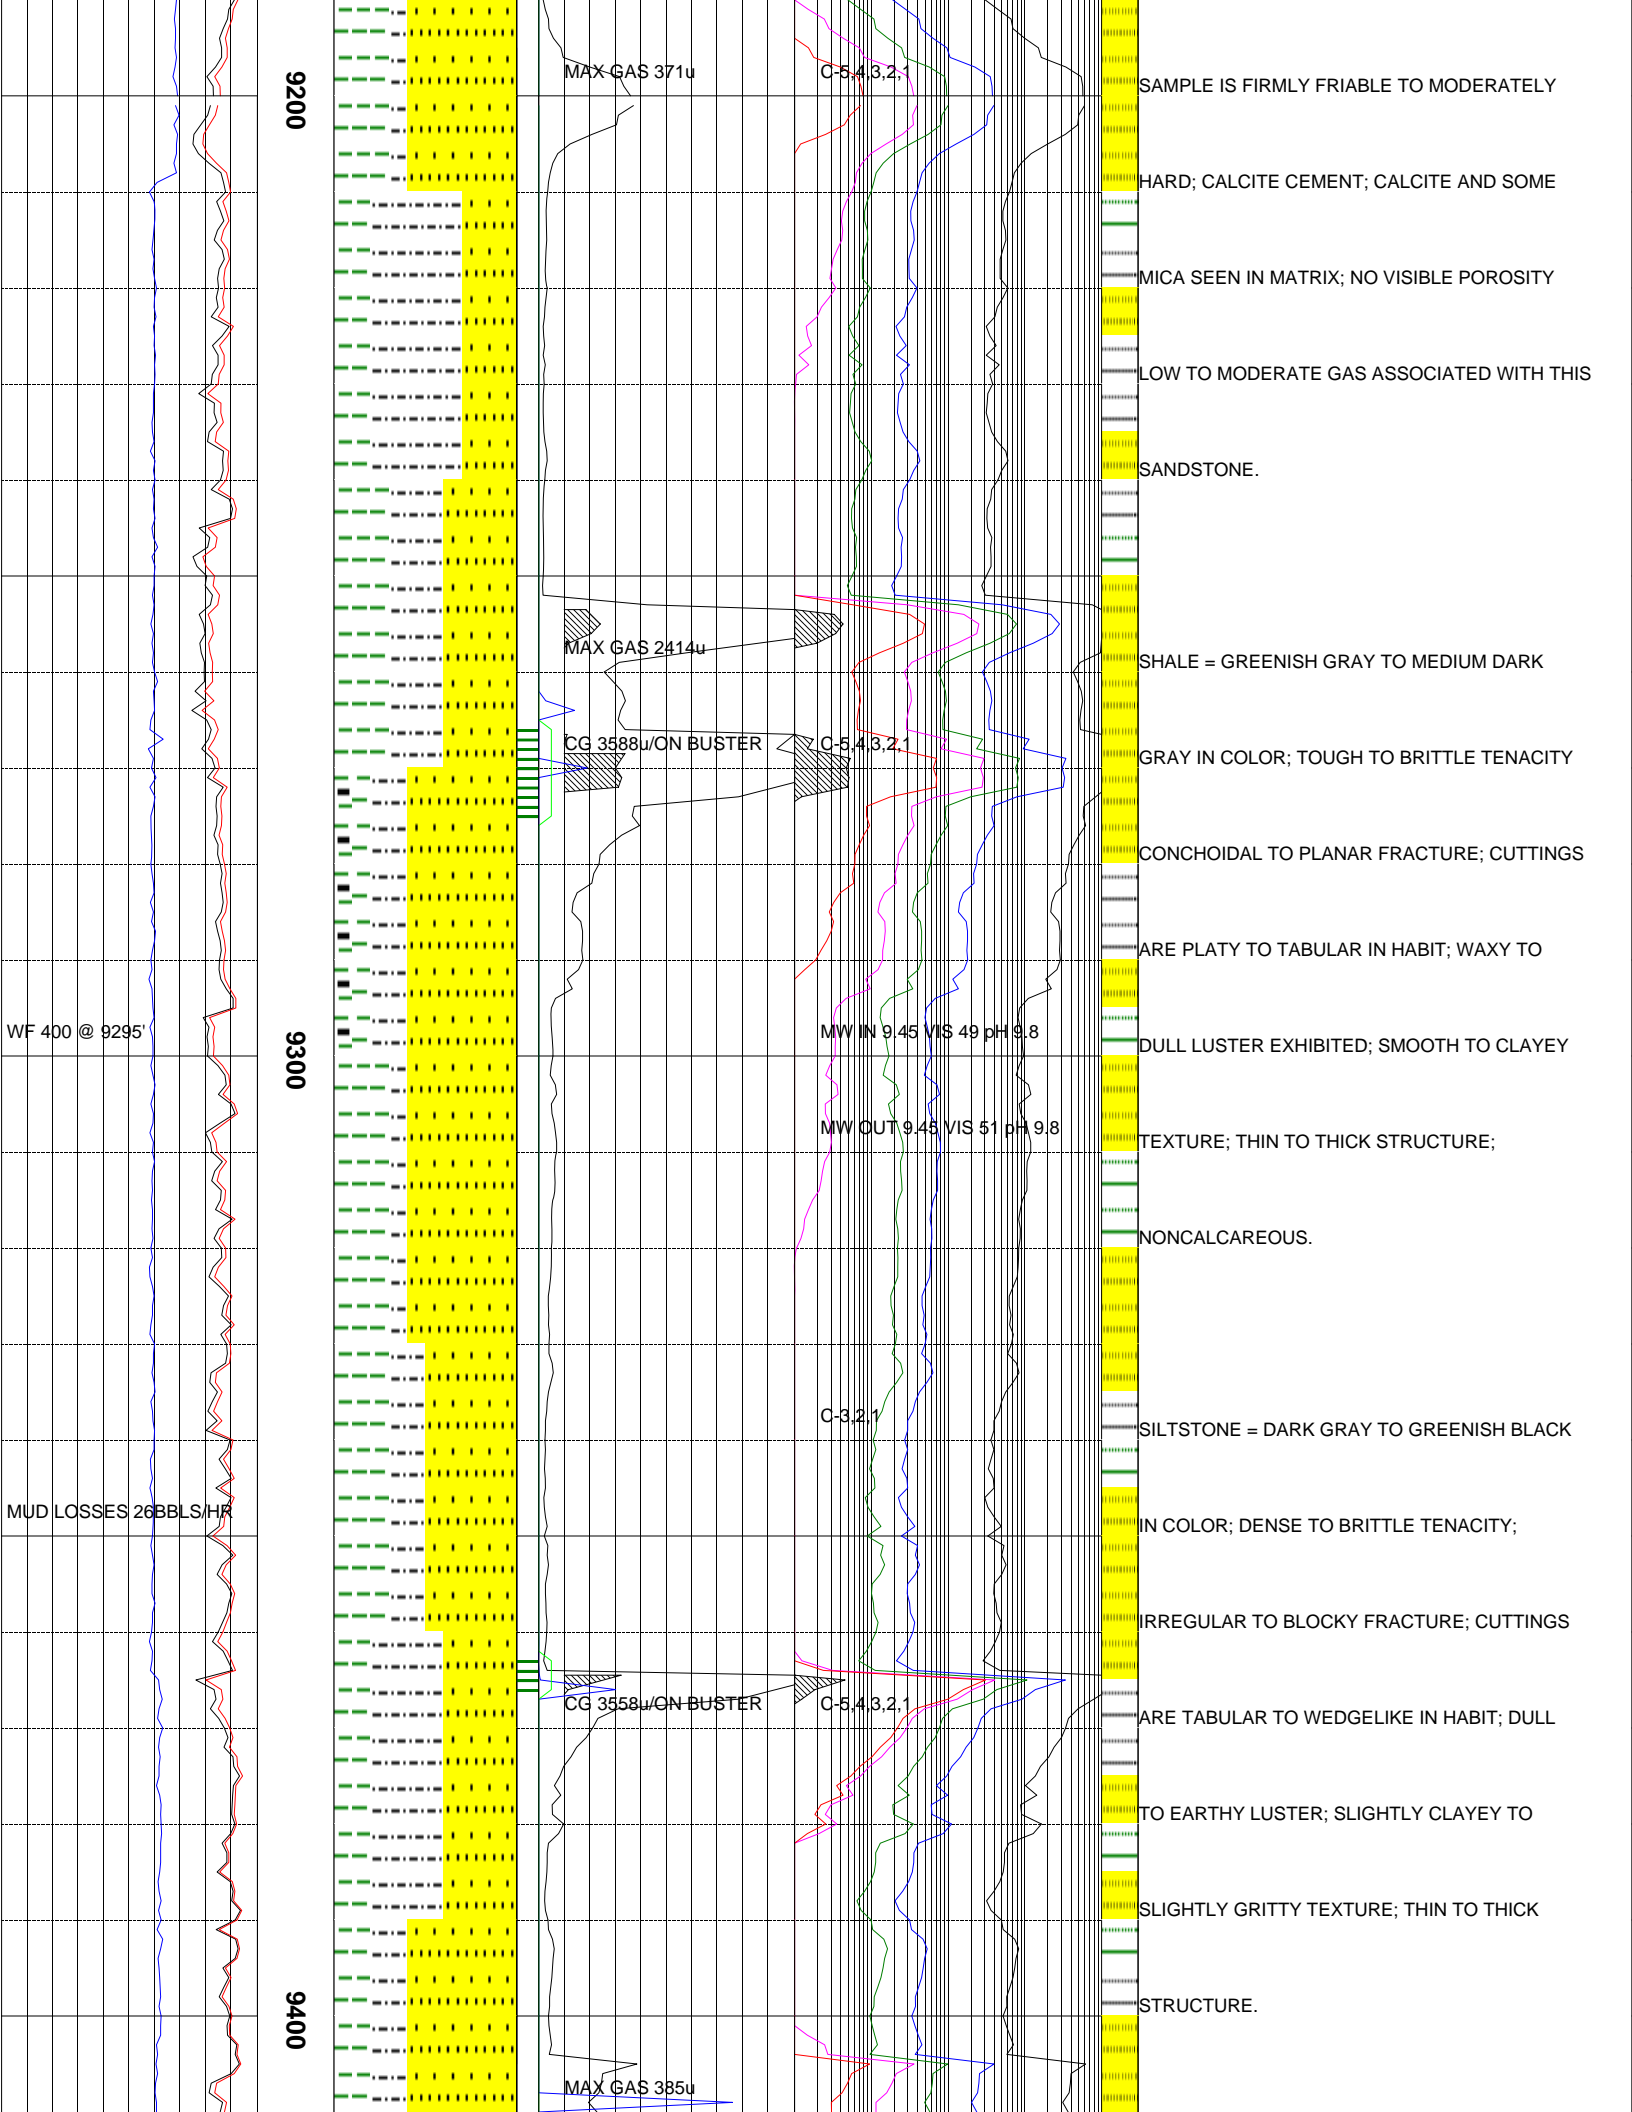 MAX GAS 371u
C-5,4,3,2,1
9200
SAMPLE IS FIRMLY FRIABLE TO MODERATELY
HARD; CALCITE CEMENT; CALCITE AND SOME
MICA SEEN IN MATRIX; NO VISIBLE POROSITY
LOW TO MODERATE GAS ASSOCIATED WITH THIS
SANDSTONE.
MAX GAS 2414u
SHALE = GREENISH GRAY TO MEDIUM DARK
CG 3588u/ON BUSTER
C-5,4,3,2,1
GRAY IN COLOR; TOUGH TO BRITTLE TENACITY
CONCHOIDAL TO PLANAR FRACTURE; CUTTINGS
ARE PLATY TO TABULAR IN HABIT; WAXY TO
WF 400 @ 9295'
9300
MW IN 9.45 VIS 49 pH 9.8
DULL LUSTER EXHIBITED; SMOOTH TO CLAYEY
MW OUT 9.45 VIS 51 pH 9.8
TEXTURE; THIN TO THICK STRUCTURE;
NONCALCAREOUS.
C-3,2,1
SILTSTONE = DARK GRAY TO GREENISH BLACK
MUD LOSSES 26BBLS/HR
IN COLOR; DENSE TO BRITTLE TENACITY;
IRREGULAR TO BLOCKY FRACTURE; CUTTINGS
CG 3558u/ON BUSTER
C-5,4,3,2,1
ARE TABULAR TO WEDGELIKE IN HABIT; DULL
TO EARTHY LUSTER; SLIGHTLY CLAYEY TO
SLIGHTLY GRITTY TEXTURE; THIN TO THICK
9400
STRUCTURE.
MAX GAS 385u